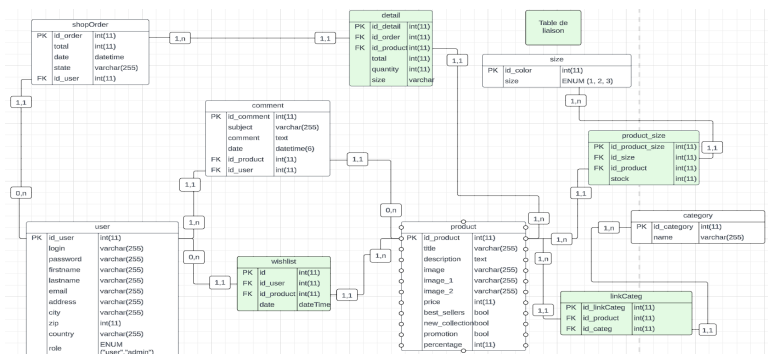 shopOrder
PK id_order int(11)
total int(11)
date datetime
state varchar(255)
FK id_user int(11)
1,n
1,1
detail
PK id_detail int(11)
FK id_order int(11)
FK id_product int(11)
total int(11)
quantity int(11)
size varchar
1,1
Table de
liaison
size
PK id_color int(11)
size ENUM (1, 2, 3)
1,n
1,1
comment
PK id_comment int(11)
subject varchar(255)
comment text
date datetime(6)
FK id_product int(11)
FK id_user int(11)
1,1
1,1
product_size
PK id_product_size int(11)
FK id_size int(11)
FK id_product int(11)
stock int(11)
1,1
1,1
0,n
1,n
0,n
1,n
user
PK id_user int(11)
login varchar(255)
password varchar(255)
firstname varchar(255)
lastname varchar(255)
email varchar(255)
address varchar(255)
city varchar(255)
zip int(11)
country varchar(255)
role ENUM
("user","admin")
0,n
1,1
wishlist
PK id int(11)
FK id_user int(11)
FK id_product int(11)
date dateTime
1,1
1,n
product
PK id_product int(11)
title varchar(255)
description text
image varchar(255)
image_1 varchar(255)
image_2 varchar(255)
price int(11)
best_sellers bool
new_collection bool
promotion bool
percentage int(11)
1,n
1,n
1,n
category
PK id_category int(11)
name varchar(255)
1,1
linkCateg
PK id_linkCateg int(11)
FK id_product int(11)
FK id_categ int(11)
1,1